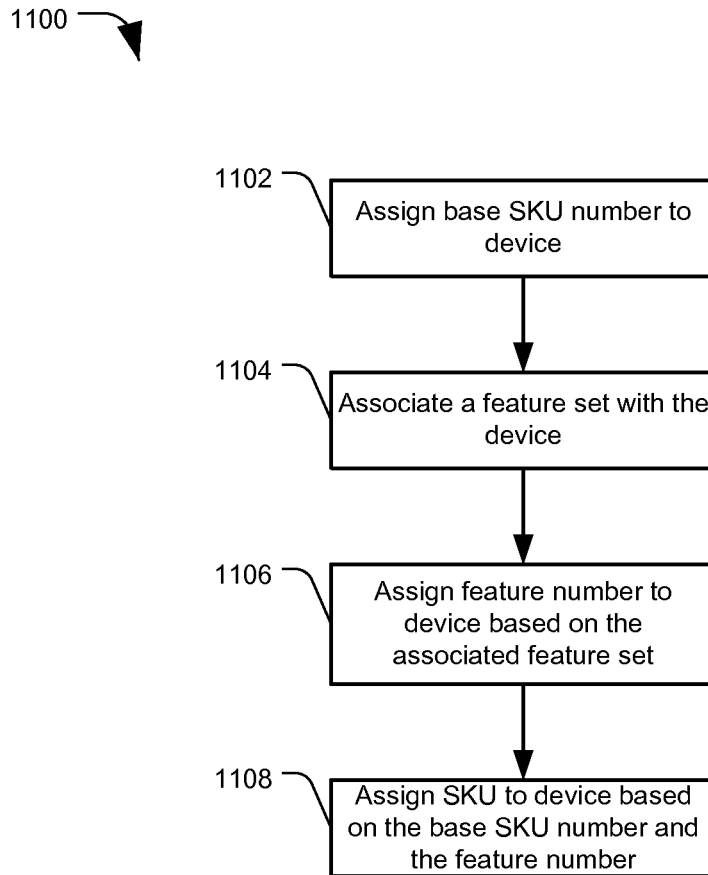 1100
1102
Assign base SKU number to
device
1104
Associate a feature set with the
device
1106
Assign feature number to
device based on the
associated feature set
1108
Assign SKU to device based
on the base SKU number and
the feature number